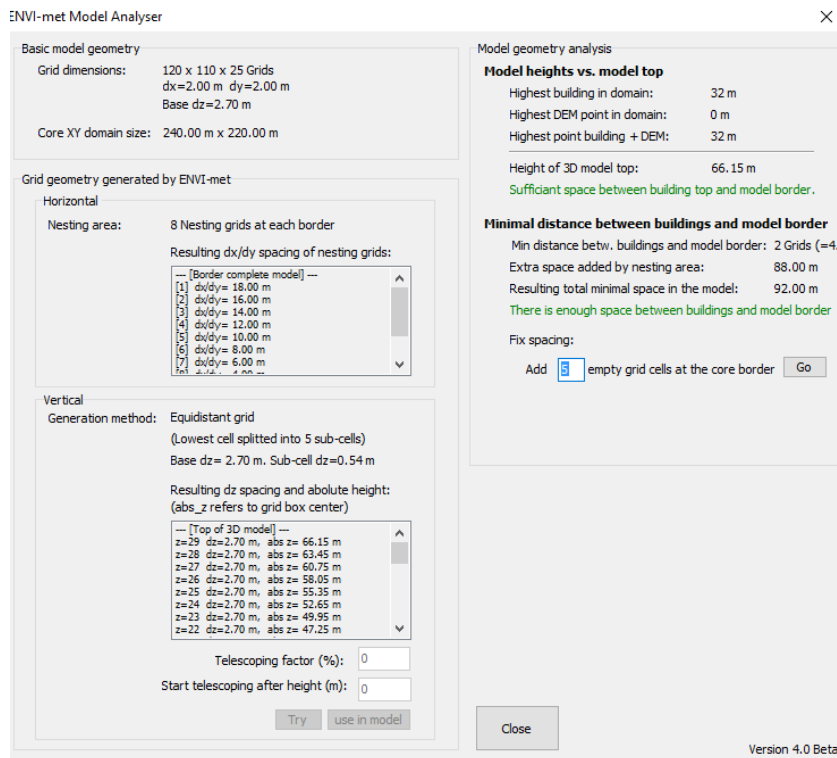 ENVI-met Model Analyser
Basic model geometry
Grid dimensions: 120 x 110 x 25 Grids
dx=2.00 m dy=2.00 m
Base dz=2.70 m
Core XY domain size: 240.00 m x 220.00 m
Grid geometry generated by ENVI-met
Horizontal
Nesting area: 8 Nesting grids at each border
Resulting dx/dy spacing of nesting grids:
--- [Border complete model] ---
[1] dx/dy= 18.00 m
[2] dx/dy= 16.00 m
[3] dx/dy= 14.00 m
[4] dx/dy= 12.00 m
[5] dx/dy= 10.00 m
[6] dx/dy= 8.00 m
[7] dx/dy= 6.00 m
Vertical
Generation method: Equidistant grid
(Lowest cell splitted into 5 sub-cells)
Base dz= 2.70 m. Sub-cell dz=0.54 m
Resulting dz spacing and abolute height:
(abs_z refers to grid box center)
--- [Top of 3D model] ---
z=29 dz=2.70 m, abs z= 66.15 m
z=28 dz=2.70 m, abs z= 63.45 m
z=27 dz=2.70 m, abs z= 60.75 m
z=26 dz=2.70 m, abs z= 58.05 m
z=25 dz=2.70 m, abs z= 55.35 m
z=24 dz=2.70 m, abs z= 52.65 m
z=23 dz=2.70 m, abs z= 49.95 m
z=22 dz=2.70 m, abs z= 47.25 m
Telescoping factor (%): 0
Start telescoping after height (m): 0
Try use in model
Model geometry analysis
Model heights vs. model top
Highest building in domain: 32 m
Highest DEM point in domain: 0 m
Highest point building +DEM: 32 m
Height of 3D model top: 66.15 m
Sufficiant space between building top and model border.
Minimal distance between buildings and model border
Min distance betw. buildings and model border: 2 Grids (=4.
Extra space added by nesting area: 88.00 m
Resulting total minimal space in the model: 92.00 m
There is enough space between buildings and model border
Fix spacing:
Add 5 empty grid cells at the core border Go
Close
Version 4.0 Beta